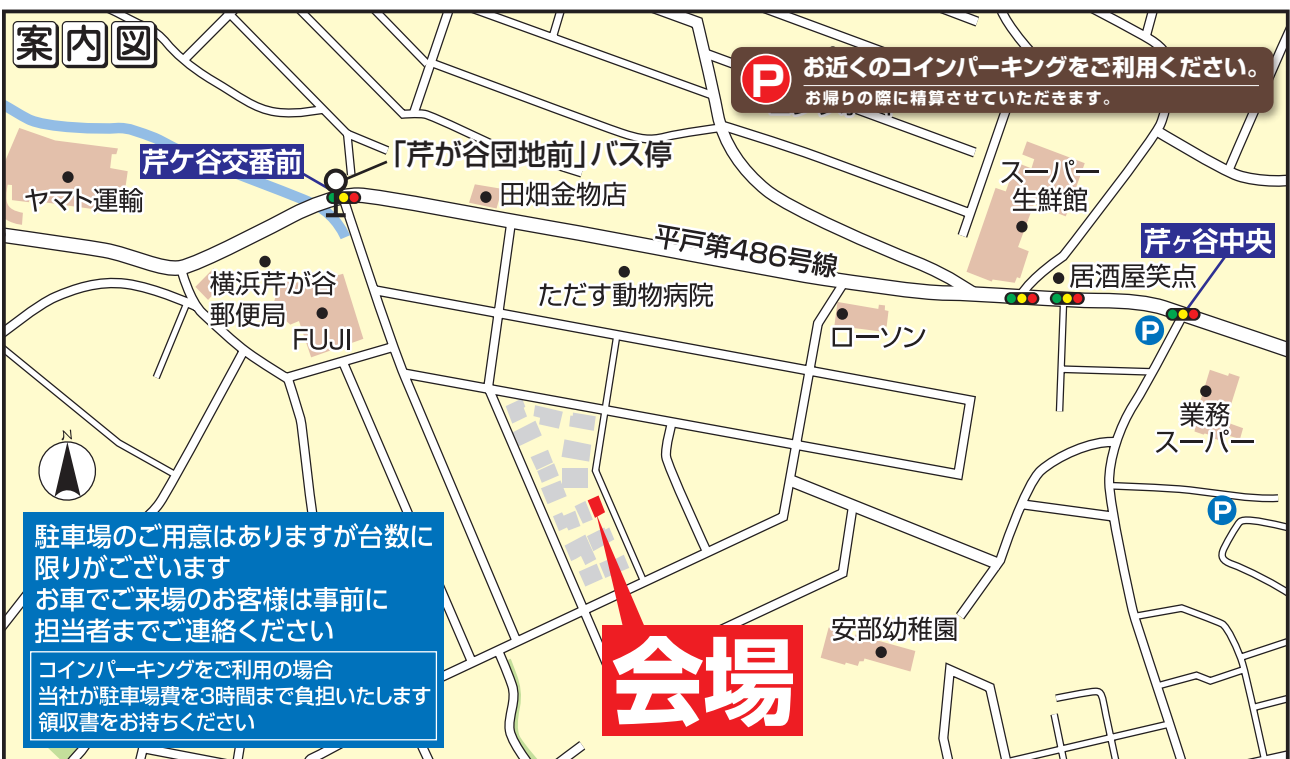 案内図
P
お近くのコインパーキングをご利用ください。
お帰りの際に精算させていただきます。
芹ケ谷交番前
「芹が谷団地前」バス停
ヤマト運輸
田畑金物店
スーパー
生鮮館
平戸第486号線
芹ヶ谷中央
居酒屋笑点
横浜芹が谷
郵便局
FUJI
ただす動物病院
ローソン
P
業務
スーパー
N
P
駐車場のご用意はありますが台数に
限りがございます
お車でご来場のお客様は事前に
担当者までご連絡ください
コインパーキングをご利用の場合
当社が駐車場費を3時間まで負担いたします
領収書をお持ちください
会場
安部幼稚園